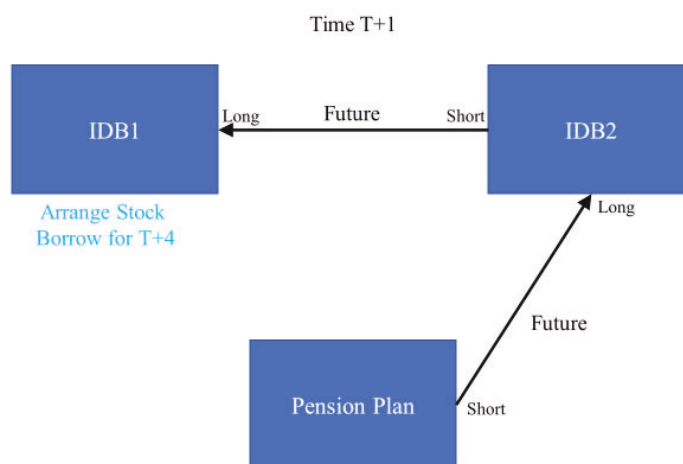 Time T+1
IDB1
Long
Future
Short
IDB2
Arrange Stock
Borrow for T+4
Long
Future
Pension Plan
Short